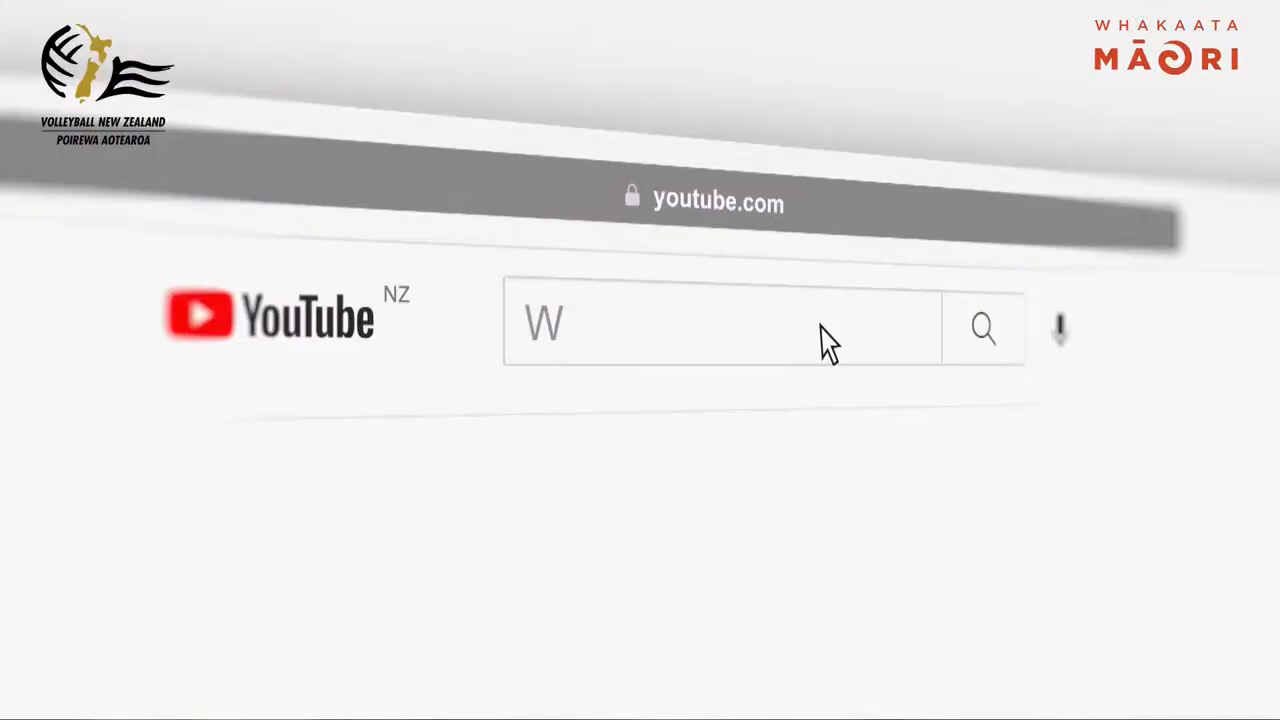 WHAKAATA
MĀORI
VOLLEYBALL NEW ZEALAND
POIREWA AOTEAROA
youtube.com
YouTube NZ
W